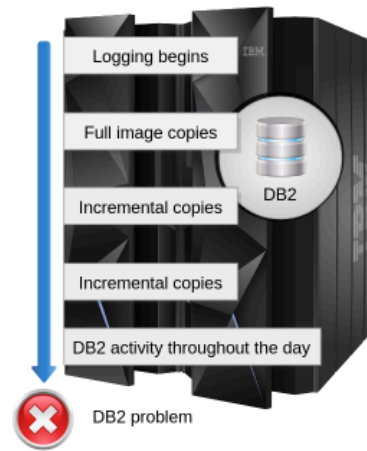 Logging begins
IBM
Full image copies
DB2
Incremental copies
Incremental copies
DB2 activity throughout the day
DB2 problem